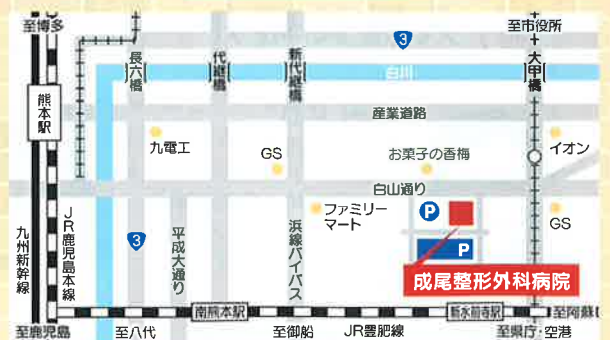 至博多
3
至市役所
長六橋
代継橋
新代継橋
白川
大甲橋
熊本駅
産業道路
九電工
GS
お菓子の香梅
イオン
白山通り
JR鹿児島本線
九州新幹線
3
平成大通り
浜線バイパス
ファミリー
マート
P
P
GS
成尾整形外科病院
南熊本駅
新水前寺駅
至阿蘇
至鹿児島
至八代
至御船
JR豊肥線
至県庁・空港